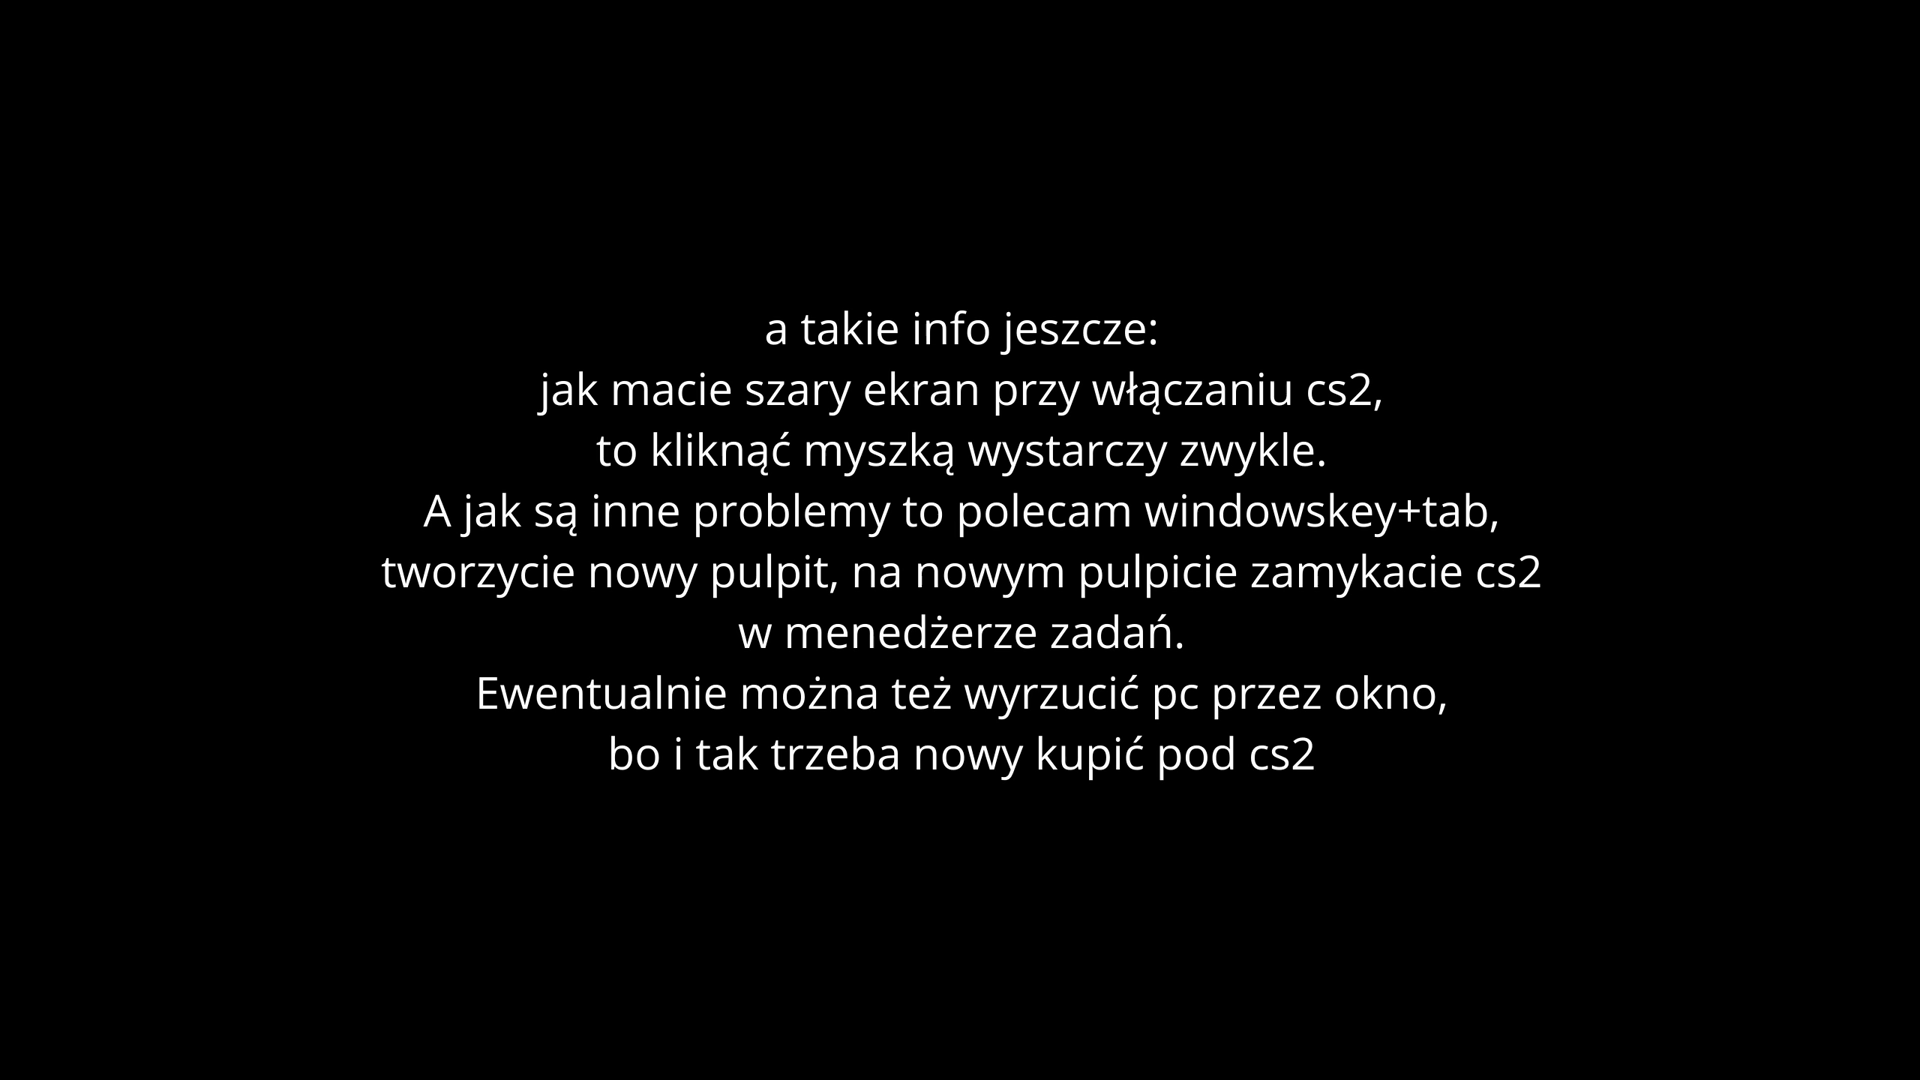 a takie info jeszcze:
jak macie szary ekran przy włączaniu cs2,
to kliknąć myszką wystarczy zwykle.
A jak są inne problemy to polecam windowskey+tab,
tworzycie nowy pulpit, na nowym pulpicie zamykacie cs2
w menedżerze zadań.
Ewentualnie można też wyrzucić pc przez okno,
bo i tak trzeba nowy kupić pod cs2